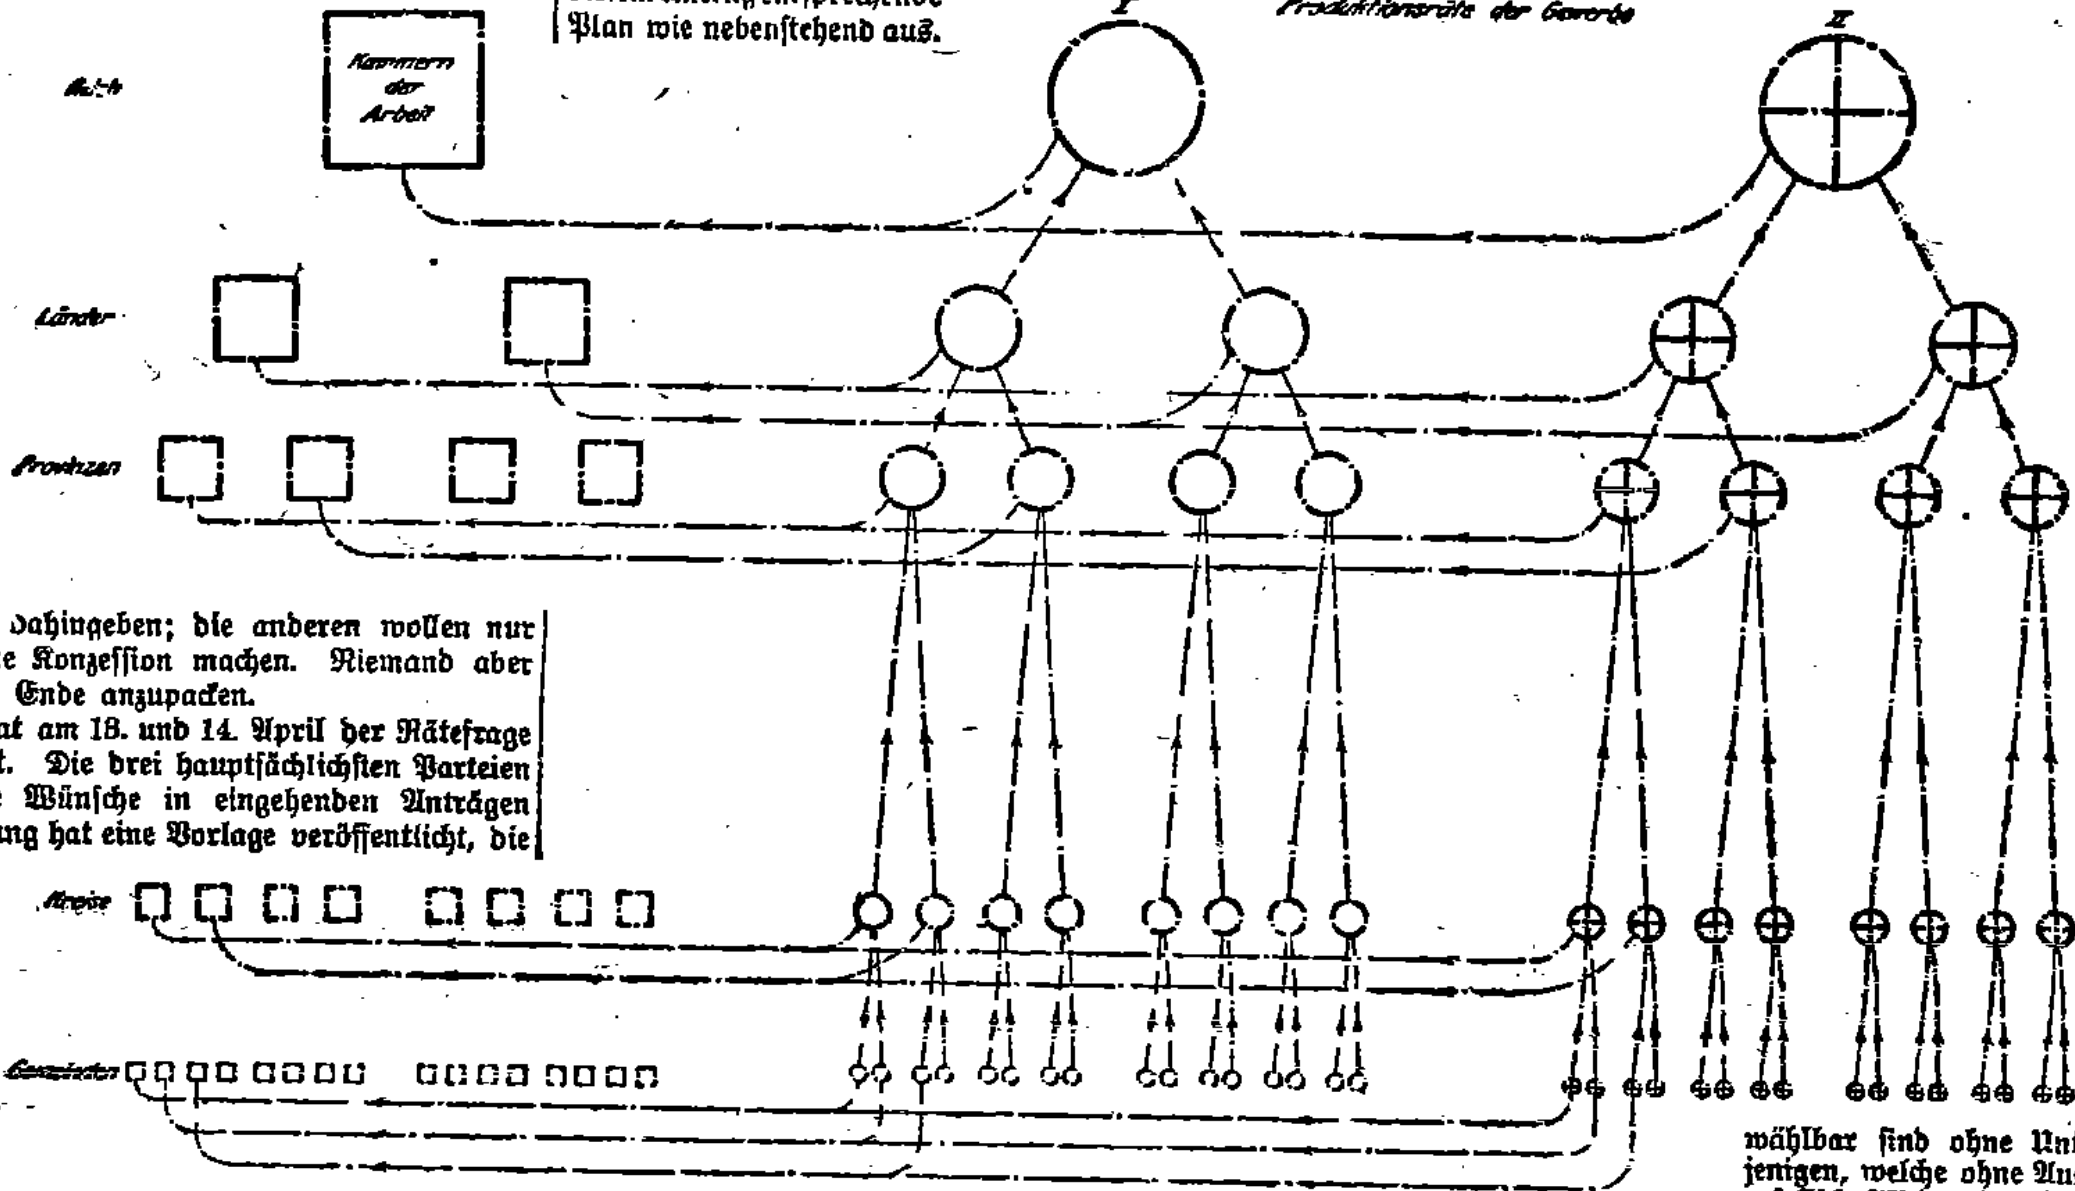 Plan wie nebenstehend aus.
I
Produktionsräte der Gewerbe
II
Reich
Kammern
der
Arbeit
Länder
Provinzen
dahingeben; die anderen wollen nur
e Konzession machen. Niemand aber
Ende anzupacken.
at am 13. und 14. April der Rätefrage
t. Die drei hauptsächlichsten Parteien
e Wünsche in eingehenden Anträgen
ung hat eine Vorlage veröffentlicht, die
Kreise
Gemeinden
wählbar sind ohne
jenigen, welche ohne